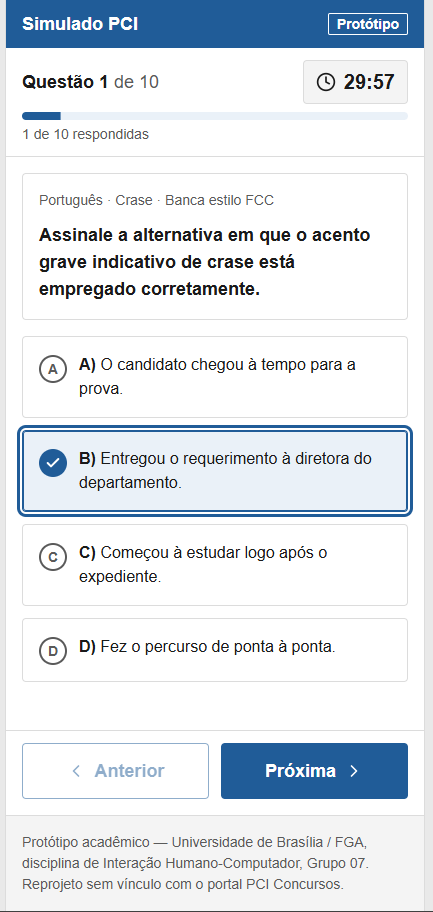 Simulado PCI
Protótipo
Questão 1 de 10
29:57
1 de 10 respondidas
Português · Crase · Banca estilo FCC
Assinale a alternativa em que o acento
grave indicativo de crase está
empregado corretamente.
A
A) O candidato chegou à tempo para a
prova.
B) Entregou o requerimento à diretora do
departamento.
C
C) Começou à estudar logo após o
expediente.
D
D) Fez o percurso de ponta à ponta.
Anterior
Próxima
Protótipo acadêmico — Universidade de Brasília / FGA,
disciplina de Interação Humano-Computador, Grupo 07.
Reprojeto sem vínculo com o portal PCI Concursos.